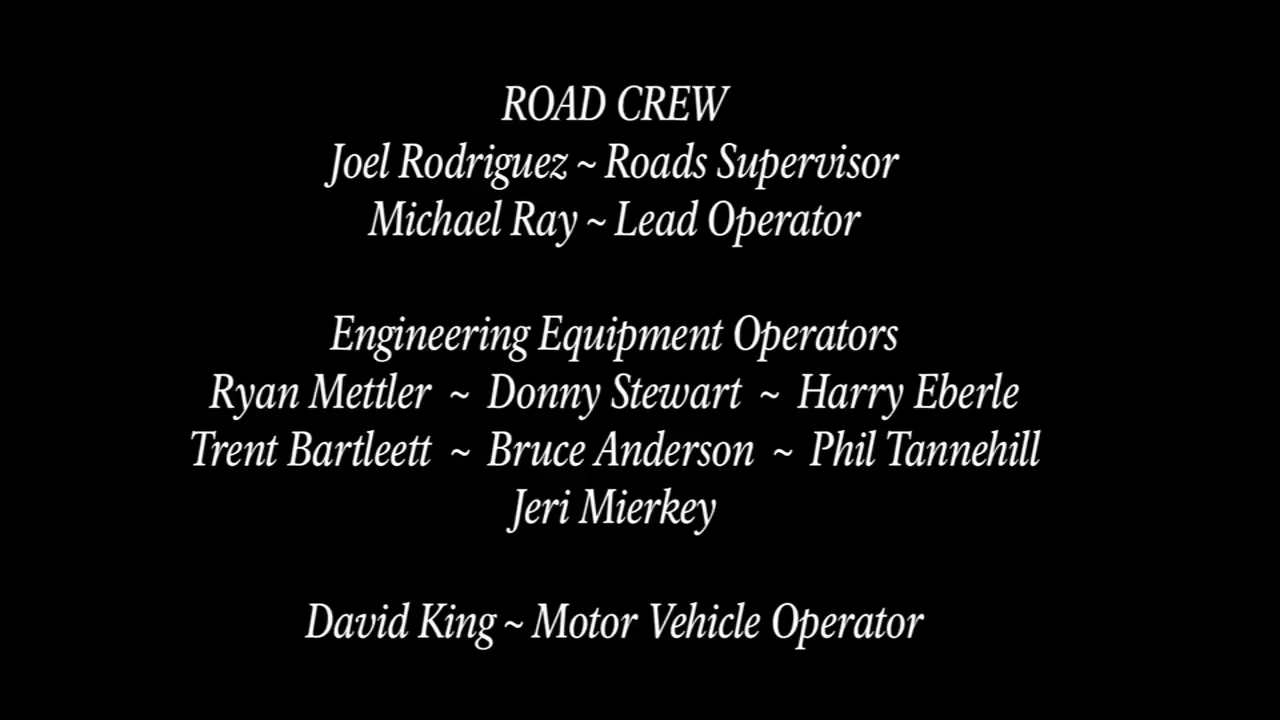 ROAD CREW
Joel Rodriguez ~ Roads Supervisor
Michael Ray ~ Lead Operator
Engineering Equipment Operators
Ryan Mettler ~ Donny Stewart ~ Harry Eberle
Trent Bartleett ~ Bruce Anderson ~ Phil Tannehill
Jeri Mierkey
David King ~ Motor Vehicle Operator